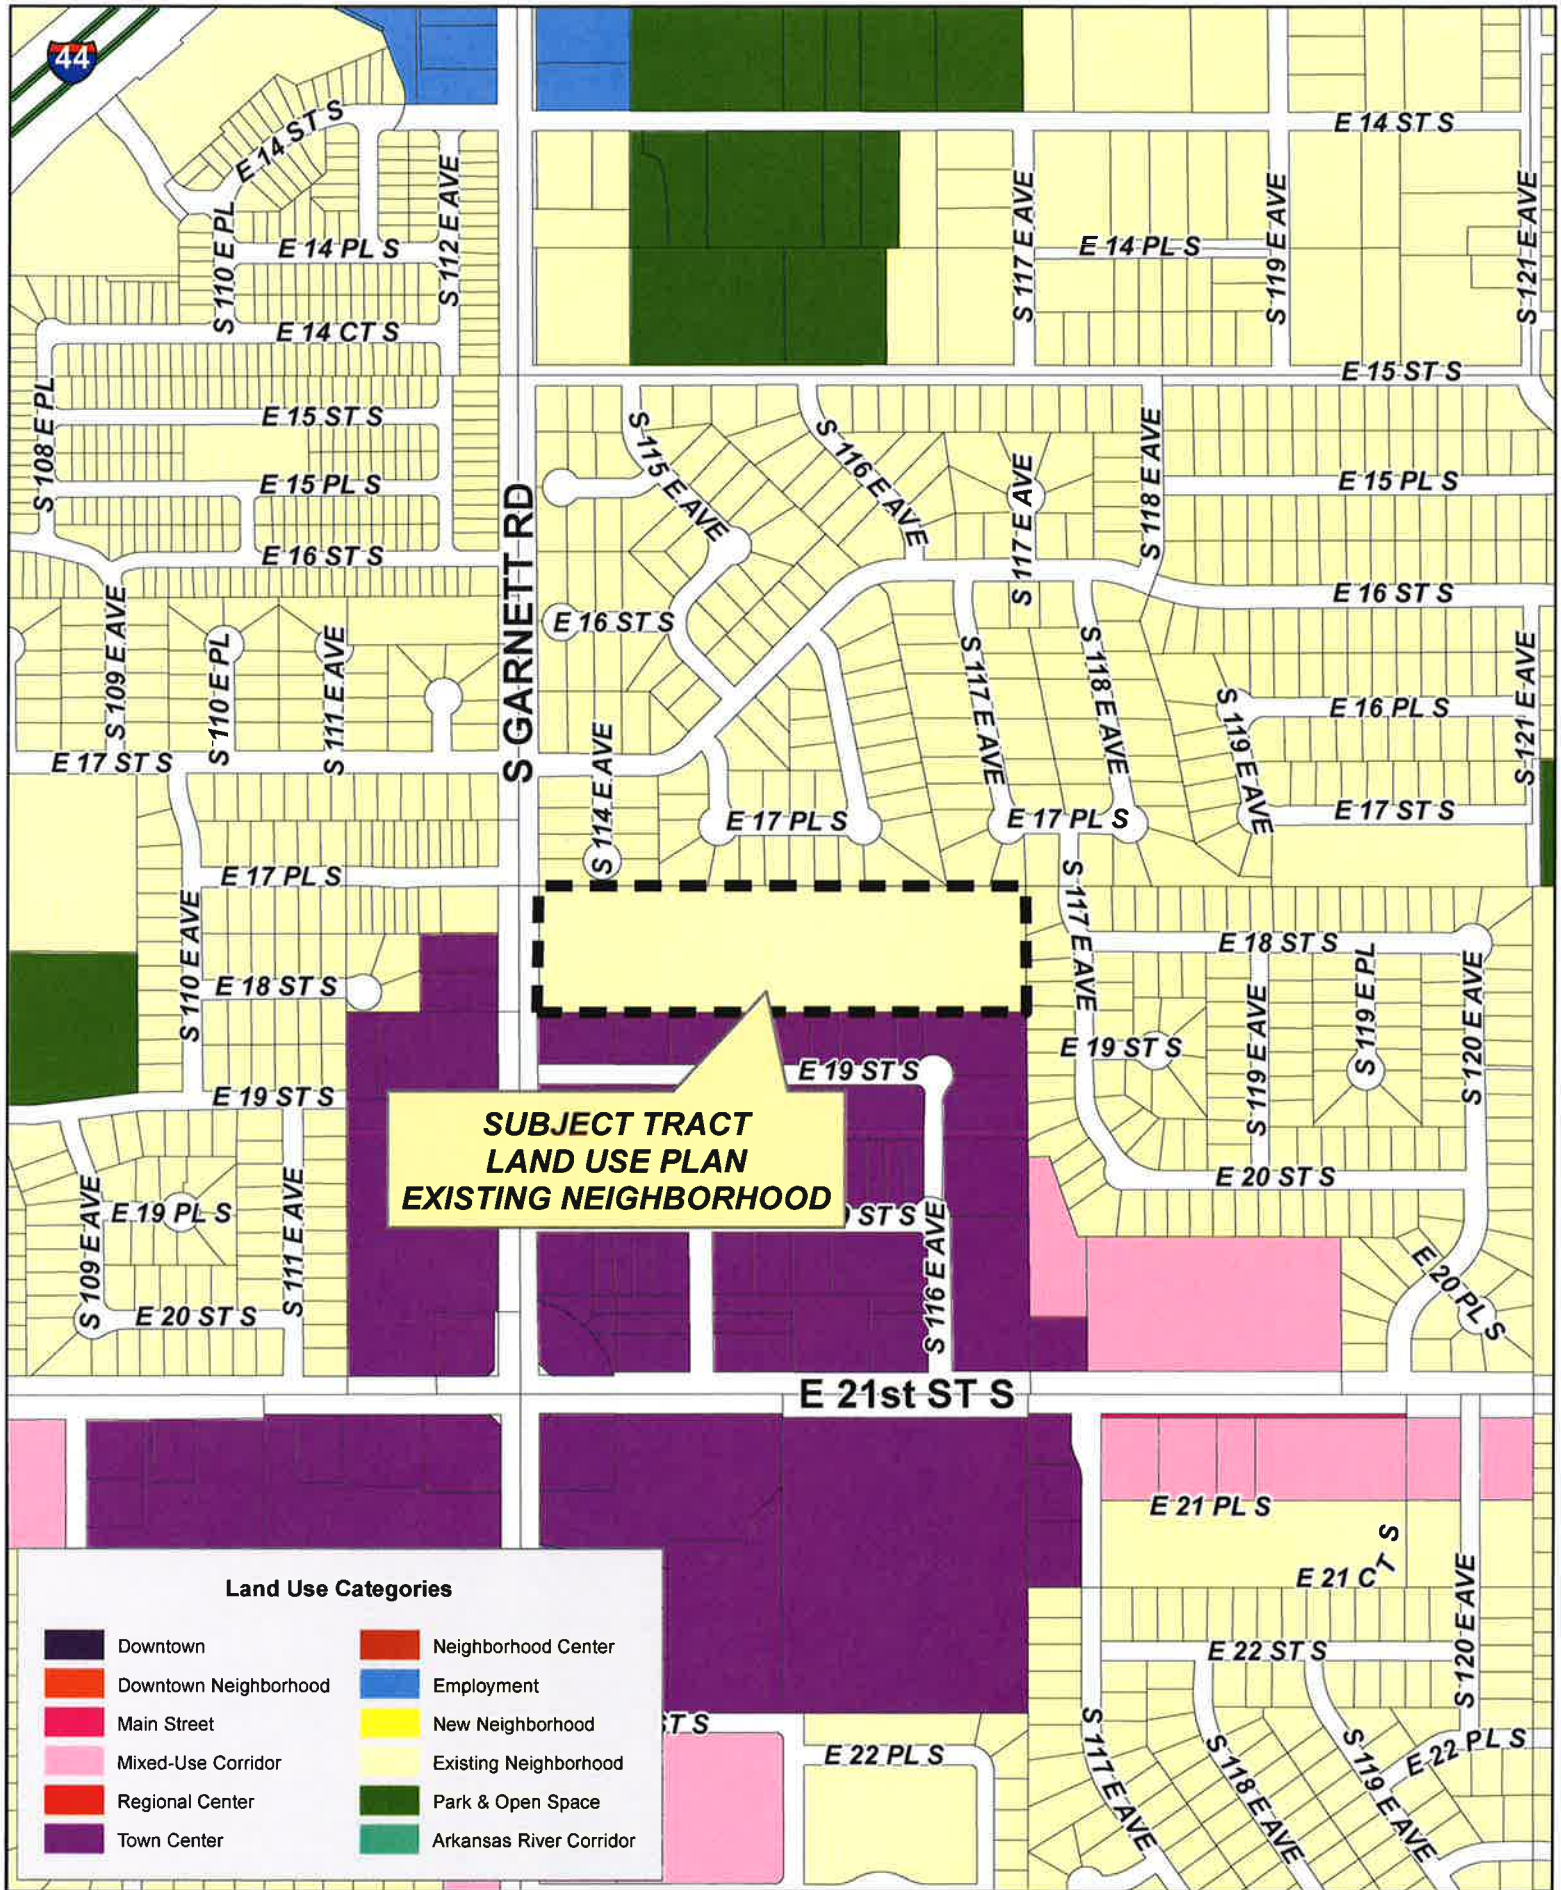 44
E 14 ST S
E 14 ST S
S 110 E PL
S 112 E AVE
E 14 PL S
S 117 E AVE
E 14 PL S
S 119 E AVE
S 121 E AVE
E 14 CT S
E 15 ST S
S 108 E PL
E 15 ST S
S 115 E AVE
S 116 E AVE
S 117 E AVE
S 118 E AVE
E 15 PL S
E 15 PL S
S GARNETT RD
E 16 ST S
E 16 ST S
E 16 ST S
S 109 E AVE
S 110 E PL
S 111 E AVE
S 117 E AVE
S 118 E AVE
S 119 E AVE
E 16 PL S
S 121 E AVE
E 17 ST S
S 114 E AVE
E 17 PL S
E 17 PL S
E 17 ST S
E 17 PL S
S 110 E AVE
S 117 E AVE
E 18 ST S
E 18 ST S
S 119 E AVE
S 119 E PL
S 120 E AVE
E 19 ST S
E 19 ST S
E 19 ST S
SUBJECT TRACT
LAND USE PLAN
EXISTING NEIGHBORHOOD
ST S
S 116 E AVE
E 20 ST S
S 109 E AVE
E 19 PL S
S 111 E AVE
E 20 ST S
E 20 PL S
E 21st ST S
E 21 PL S
E 21 CT S
S 120 E AVE
E 22 ST S
ST S
E 22 PL S
S 117 E AVE
S 118 E AVE
S 119 E AVE
E 22 PL S
Land Use Categories
Downtown
Downtown Neighborhood
Main Street
Mixed-Use Corridor
Regional Center
Town Center
Neighborhood Center
Employment
New Neighborhood
Existing Neighborhood
Park & Open Space
Arkansas River Corridor